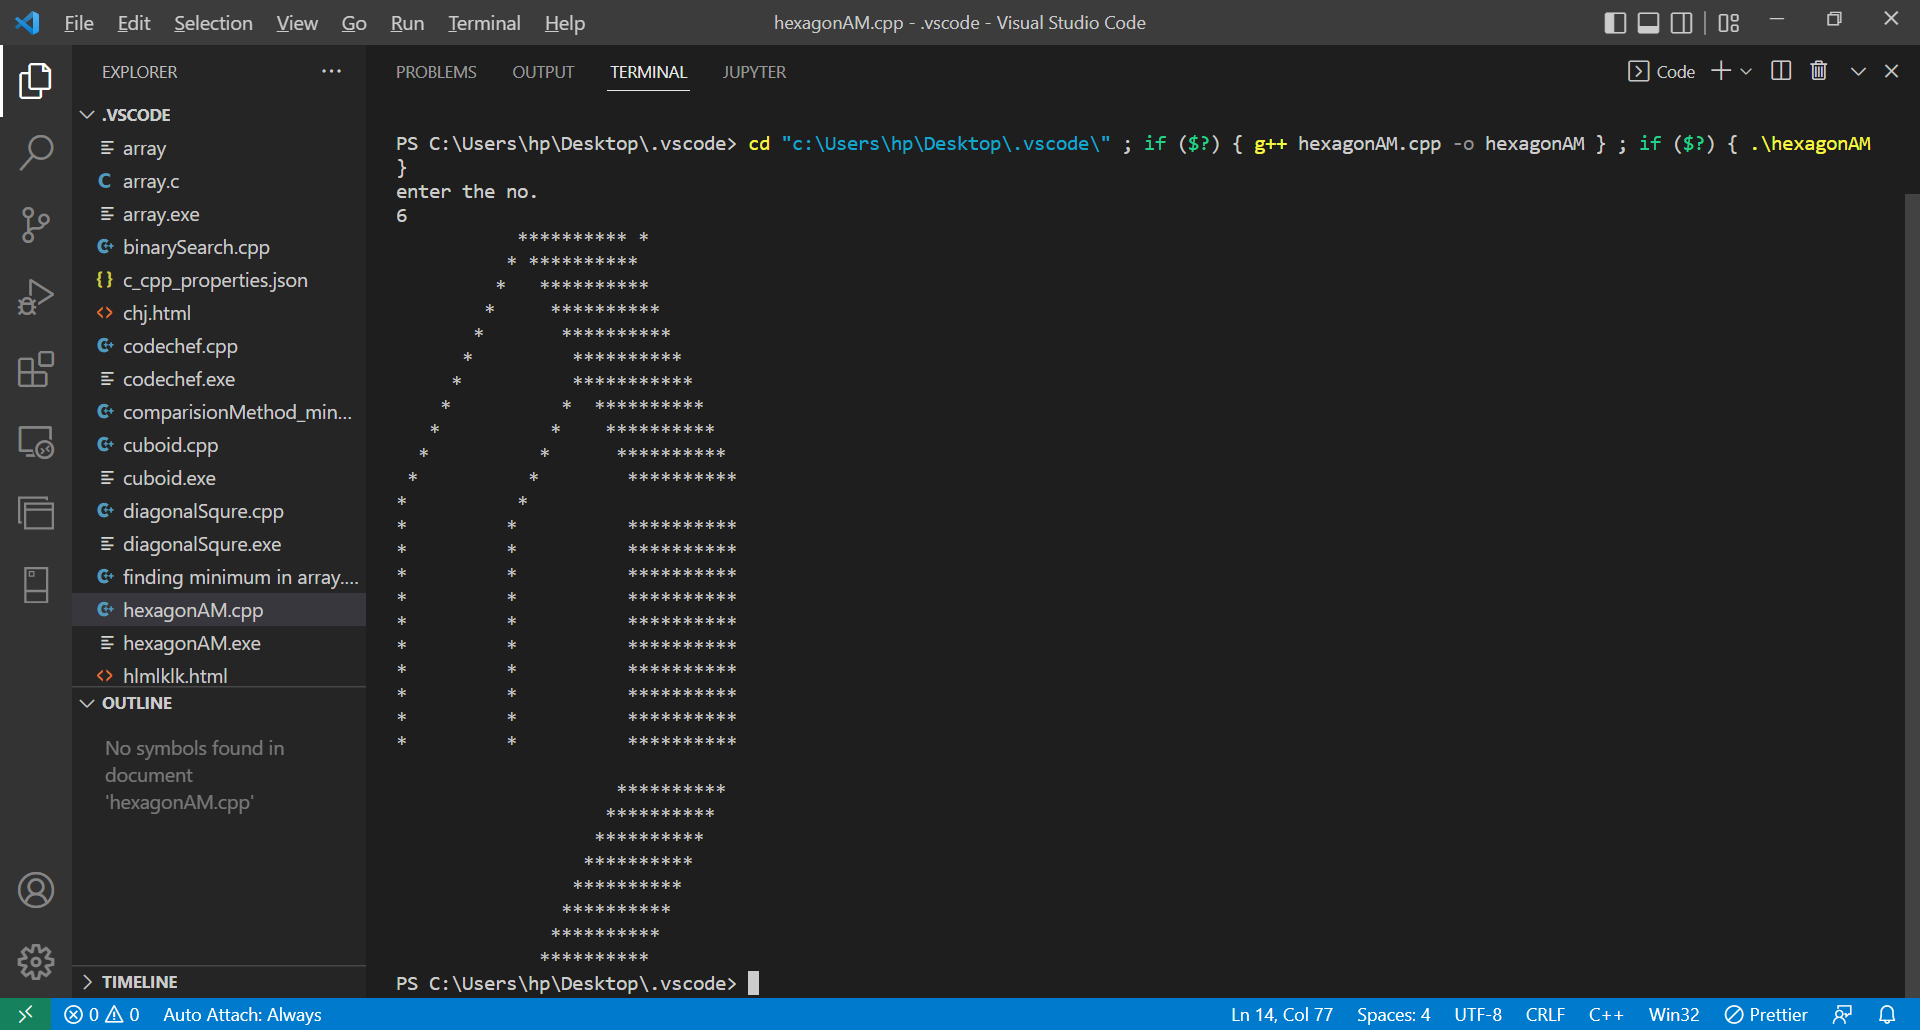 File Edit Selection View Go Run Terminal Help hexagonAM.cpp - .vscode - Visual Studio Code
EXPLORER ···
.VSCODE
array
C array.c
array.exe
C+ binarySearch.cpp
{} c_cpp_properties.json
<> chj.html
C+ codechef.cpp
codechef.exe
C+ comparisionMethod_min...
C+ cuboid.cpp
cuboid.exe
C+ diagonalSqure.cpp
diagonalSqure.exe
C+ finding minimum in array....
C+ hexagonAM.cpp
hexagonAM.exe
<> hlmlklk.html
OUTLINE
No symbols found in
document
'hexagonAM.cpp'
TIMELINE
PROBLEMS OUTPUT TERMINAL JUPYTER Code
PS C:\Users\hp\Desktop\.vscode> cd "c:\Users\hp\Desktop\.vscode\" ; if ($?) { g++ hexagonAM.cpp -o hexagonAM } ; if ($?) { .\hexagonAM
}
enter the no.
6
           ********** *
          * **********
         *   **********
        *     **********
       *       **********
      *         **********
     *          ***********
    *          *  **********
   *          *    **********
  *          *      **********
 *          *        **********
*          *
*         *          **********
*         *          **********
*         *          **********
*         *          **********
*         *          **********
*         *          **********
*         *          **********
*         *          **********
*         *          **********
*         *          **********
                    **********
                   **********
                  **********
                 **********
                **********
               **********
              **********
             **********
PS C:\Users\hp\Desktop\.vscode>
0 0 Auto Attach: Always Ln 14, Col 77 Spaces: 4 UTF-8 CRLF C++ Win32 Prettier